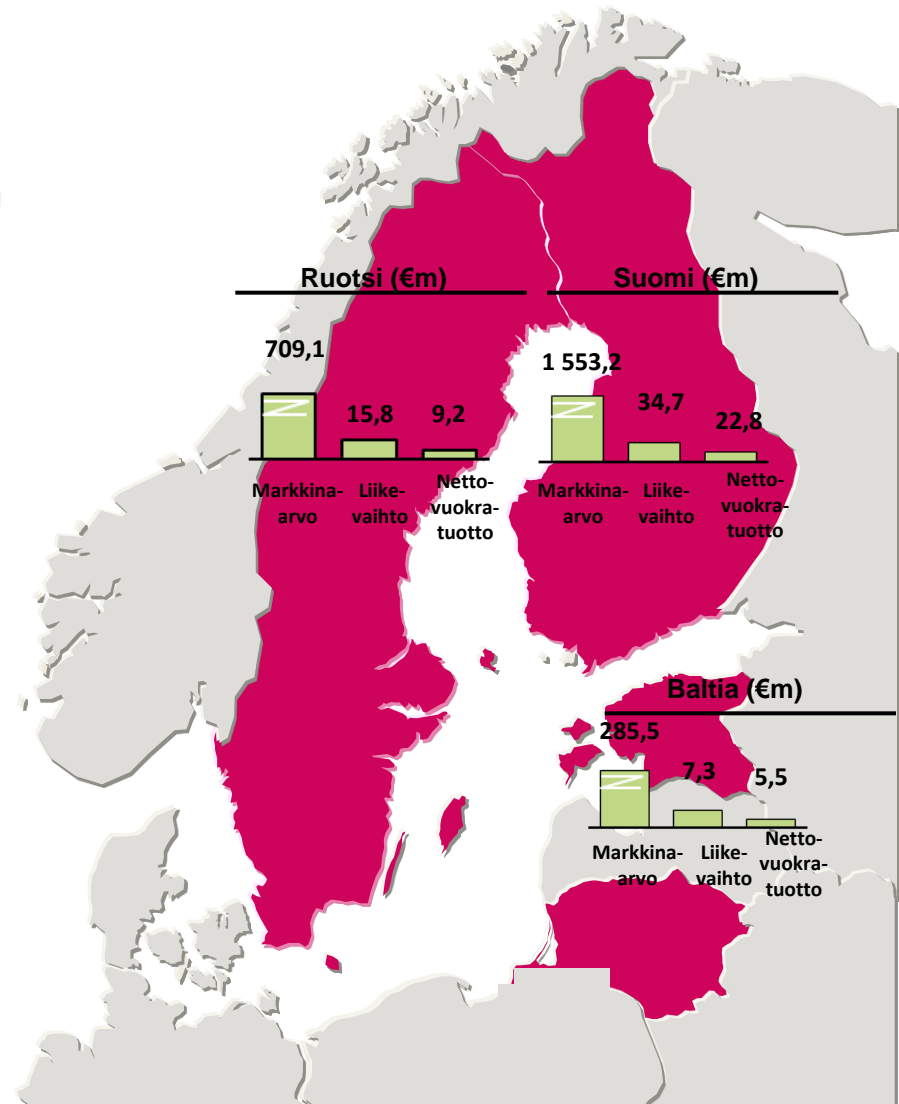 Ruotsi (€m)
709,1
15,8
9,2
Markkina-
arvo
Liike-
vaihto
Netto-
vuokra-
tuotto
Suomi (€m)
1 553,2
34,7
22,8
Markkina-
arvo
Liike-
vaihto
Netto-
vuokra-
tuotto
Baltia (€m)
285,5
7,3
5,5
Markkina-
arvo
Liike-
vaihto
Netto-
vuokra-
tuotto